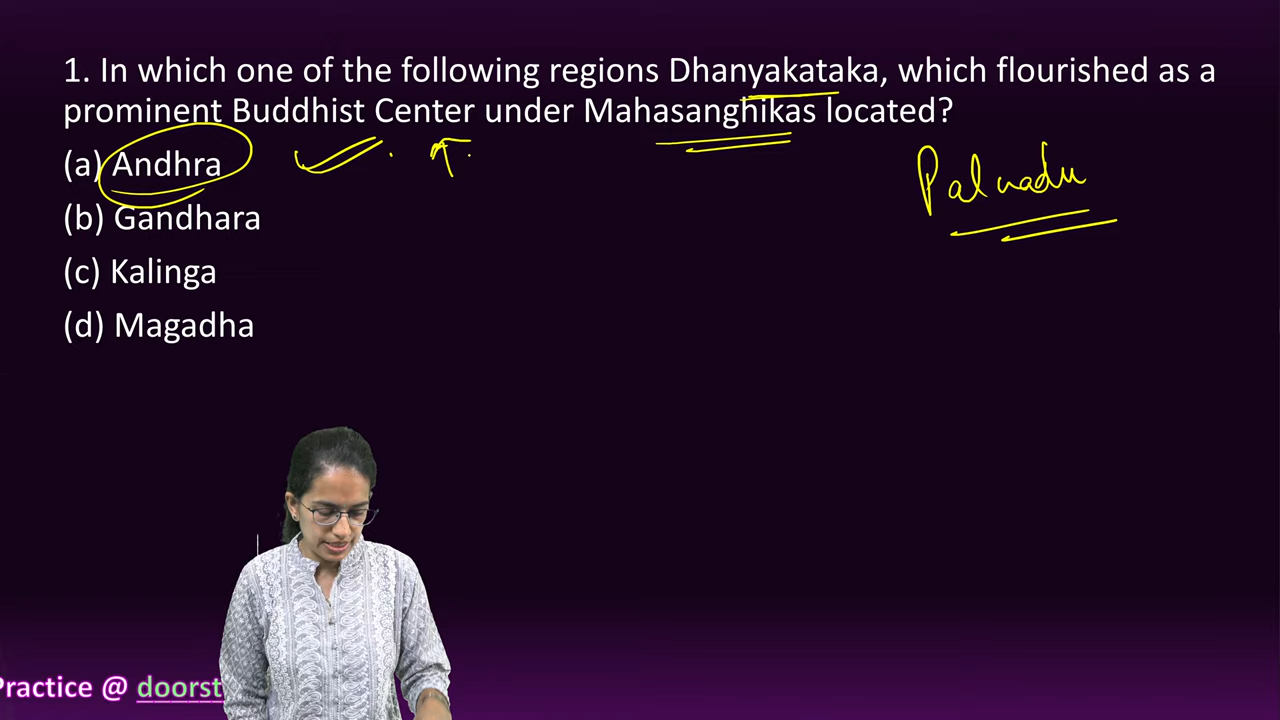 1. In which one of the following regions Dhanyakataka, which flourished as a
prominent Buddhist Center under Mahasanghikas located?
(a) Andhra
(b) Gandhara
(c) Kalinga
(d) Magadha
Palnadu
Practice @ doorst